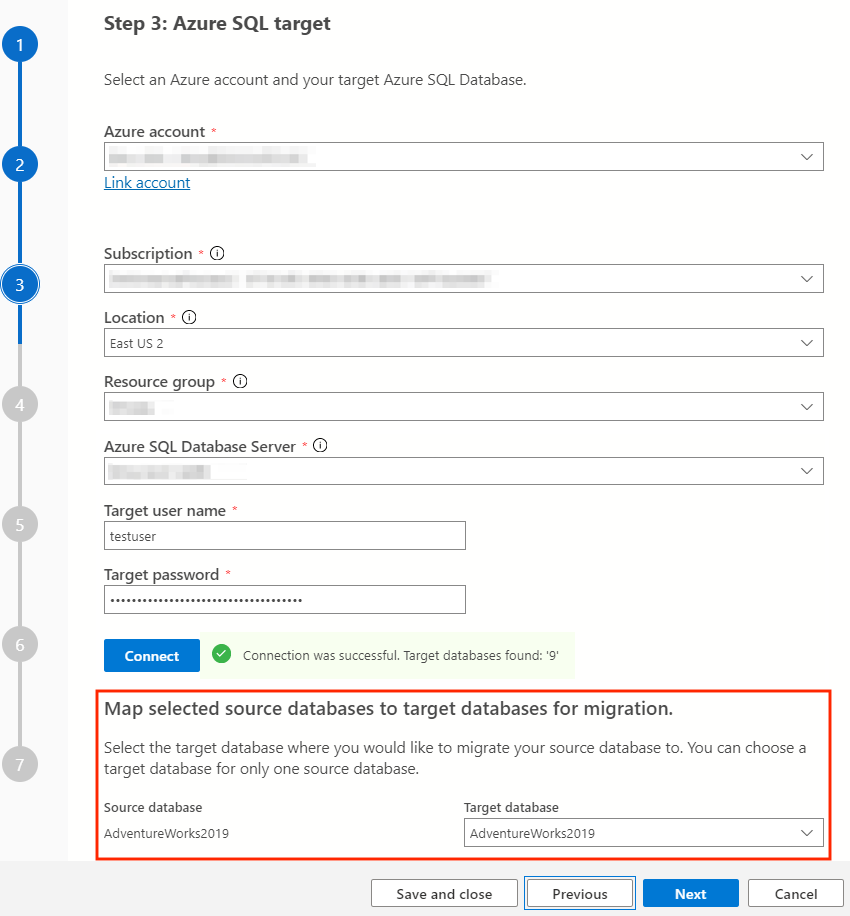 Step 3: Azure SQL target
1
Select an Azure account and your target Azure SQL Database.
Azure account *
2
Link account
Subscription *
3
Location *
East US 2
Resource group *
4
Azure SQL Database Server *
Target user name *
5
testuser
Target password *
•••••••••••••••••••••••••••••••••••
6
Connect
Connection was successful. Target databases found: '9'
Map selected source databases to target databases for migration.
Select the target database where you would like to migrate your source database to. You can choose a
7
target database for only one source database.
Source database
Target database
AdventureWorks2019
AdventureWorks2019
Save and close
Previous
Next
Cancel